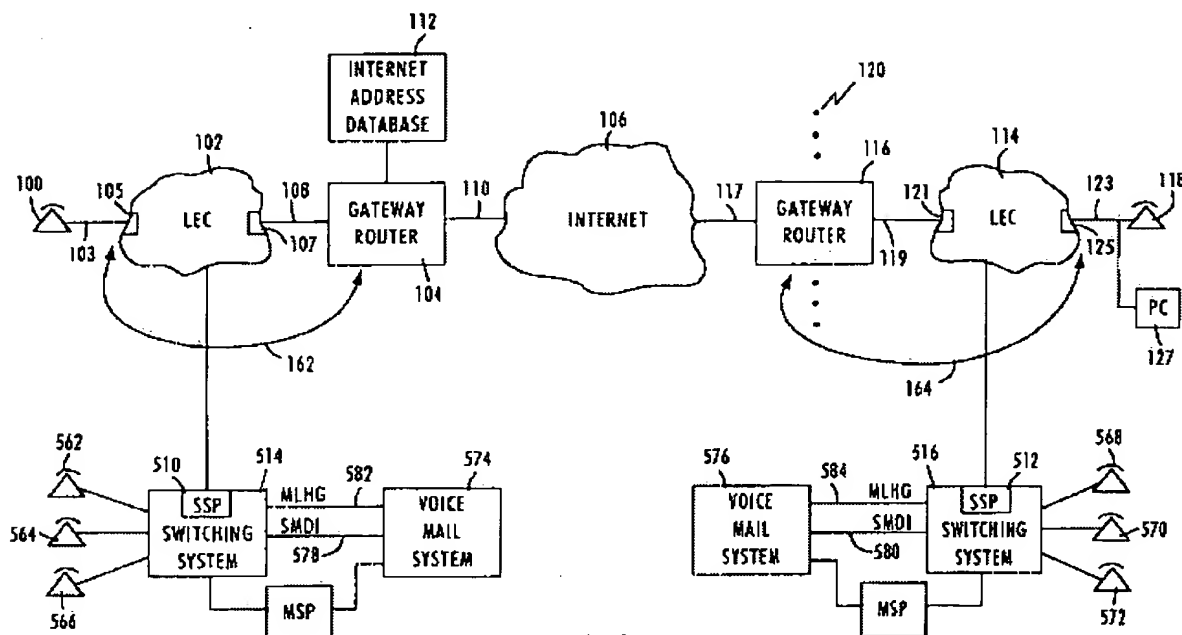 112
INTERNET
ADDRESS
DATABASE
120
106
102
114
116
100
105
108
110
117
121
123
118
LEC
GATEWAY
ROUTER
INTERNET
GATEWAY
ROUTER
LEC
103
107
119
125
104
PC
127
162
164
562
510
514
582
574
576
584
516
512
568
SSP
MLHG
VOICE
MAIL
SYSTEM
VOICE
MAIL
SYSTEM
MLHG
SSP
564
SWITCHING
SYSTEM
SMDI
578
SMDI
580
SWITCHING
SYSTEM
570
566
MSP
MSP
572